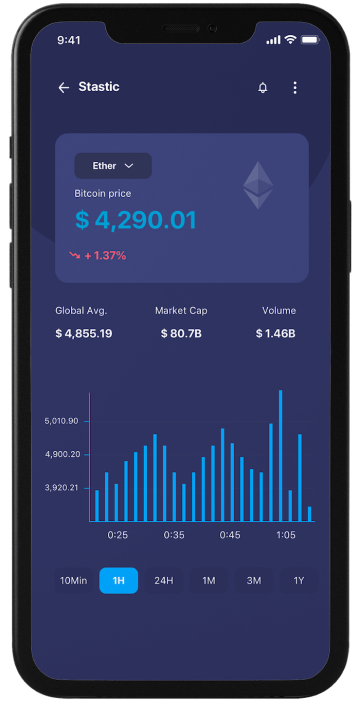 9:41
Stastic
Ether
Bitcoin price
$ 4,290.01
+ 1.37%
Global Avg. Market Cap Volume
$ 4,855.19 $ 80.7B $ 1.46B
5,010.90
4,900.20
3,920.21
0:25 0:35 0:45 1:05
10Min 1H 24H 1M 3M 1Y